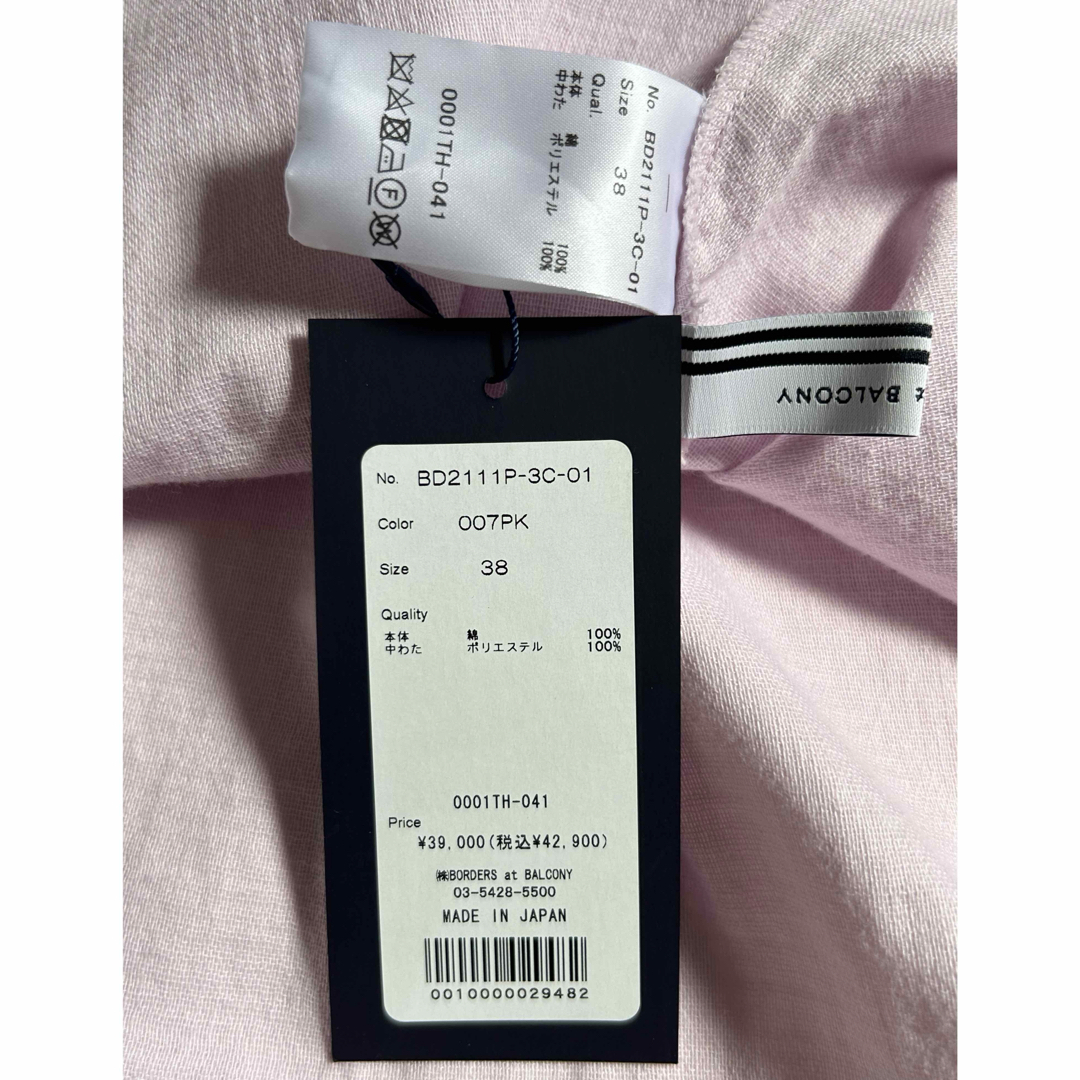 No. BD2111P-3C-01
Size 38
Qual.
本体 綿 100%
中わた ポリエステル 100%
0001TH-041
F
BALCONY
No. BD2111P-3C-01
Color 007PK
Size 38
Quality
本体 綿 100%
中わた ポリエステル 100%
0001TH-041
Price
¥39,000(税込¥42,900)
㈱BORDERS at BALCONY
03-5428-5500
MADE IN JAPAN
0010000029482